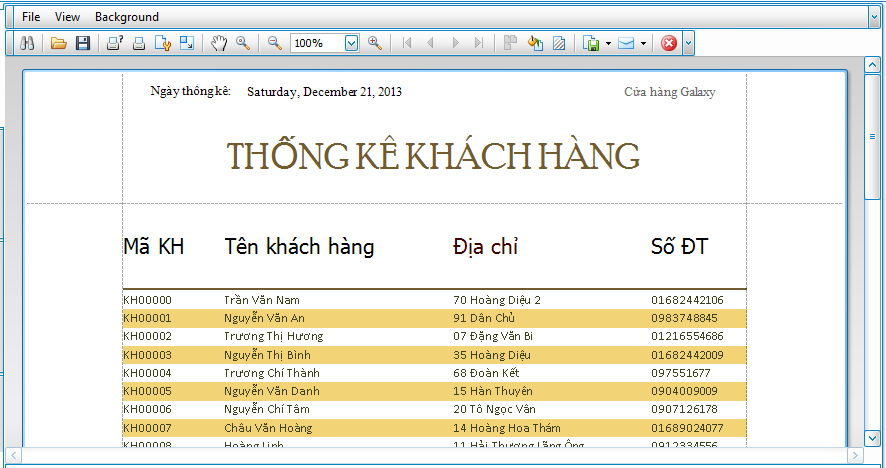 File View Background
100%
Ngày thống kê: Saturday, December 21, 2013 Cửa hàng Galaxy
THỐNG KÊ KHÁCH HÀNG
Mã KH Tên khách hàng Địa chỉ Số ĐT
KH00000 Trần Văn Nam 70 Hoàng Diệu 2 01682442106
KH00001 Nguyễn Văn An 91 Dân Chủ 0983748845
KH00002 Trương Thị Hương 07 Đặng Văn Bi 01216554686
KH00003 Nguyễn Thị Bình 35 Hoàng Diệu 01682442009
KH00004 Trương Chí Thành 68 Đoàn Kết 097551677
KH00005 Nguyễn Văn Danh 15 Hàn Thuyên 0904009009
KH00006 Nguyễn Chí Tâm 20 Tô Ngọc Vân 0907126178
KH00007 Châu Văn Hoàng 14 Hoàng Hoa Thám 01689024077
KH00008 Hoàng Linh 11 Hải Thượng Lãng Ông 0912334556